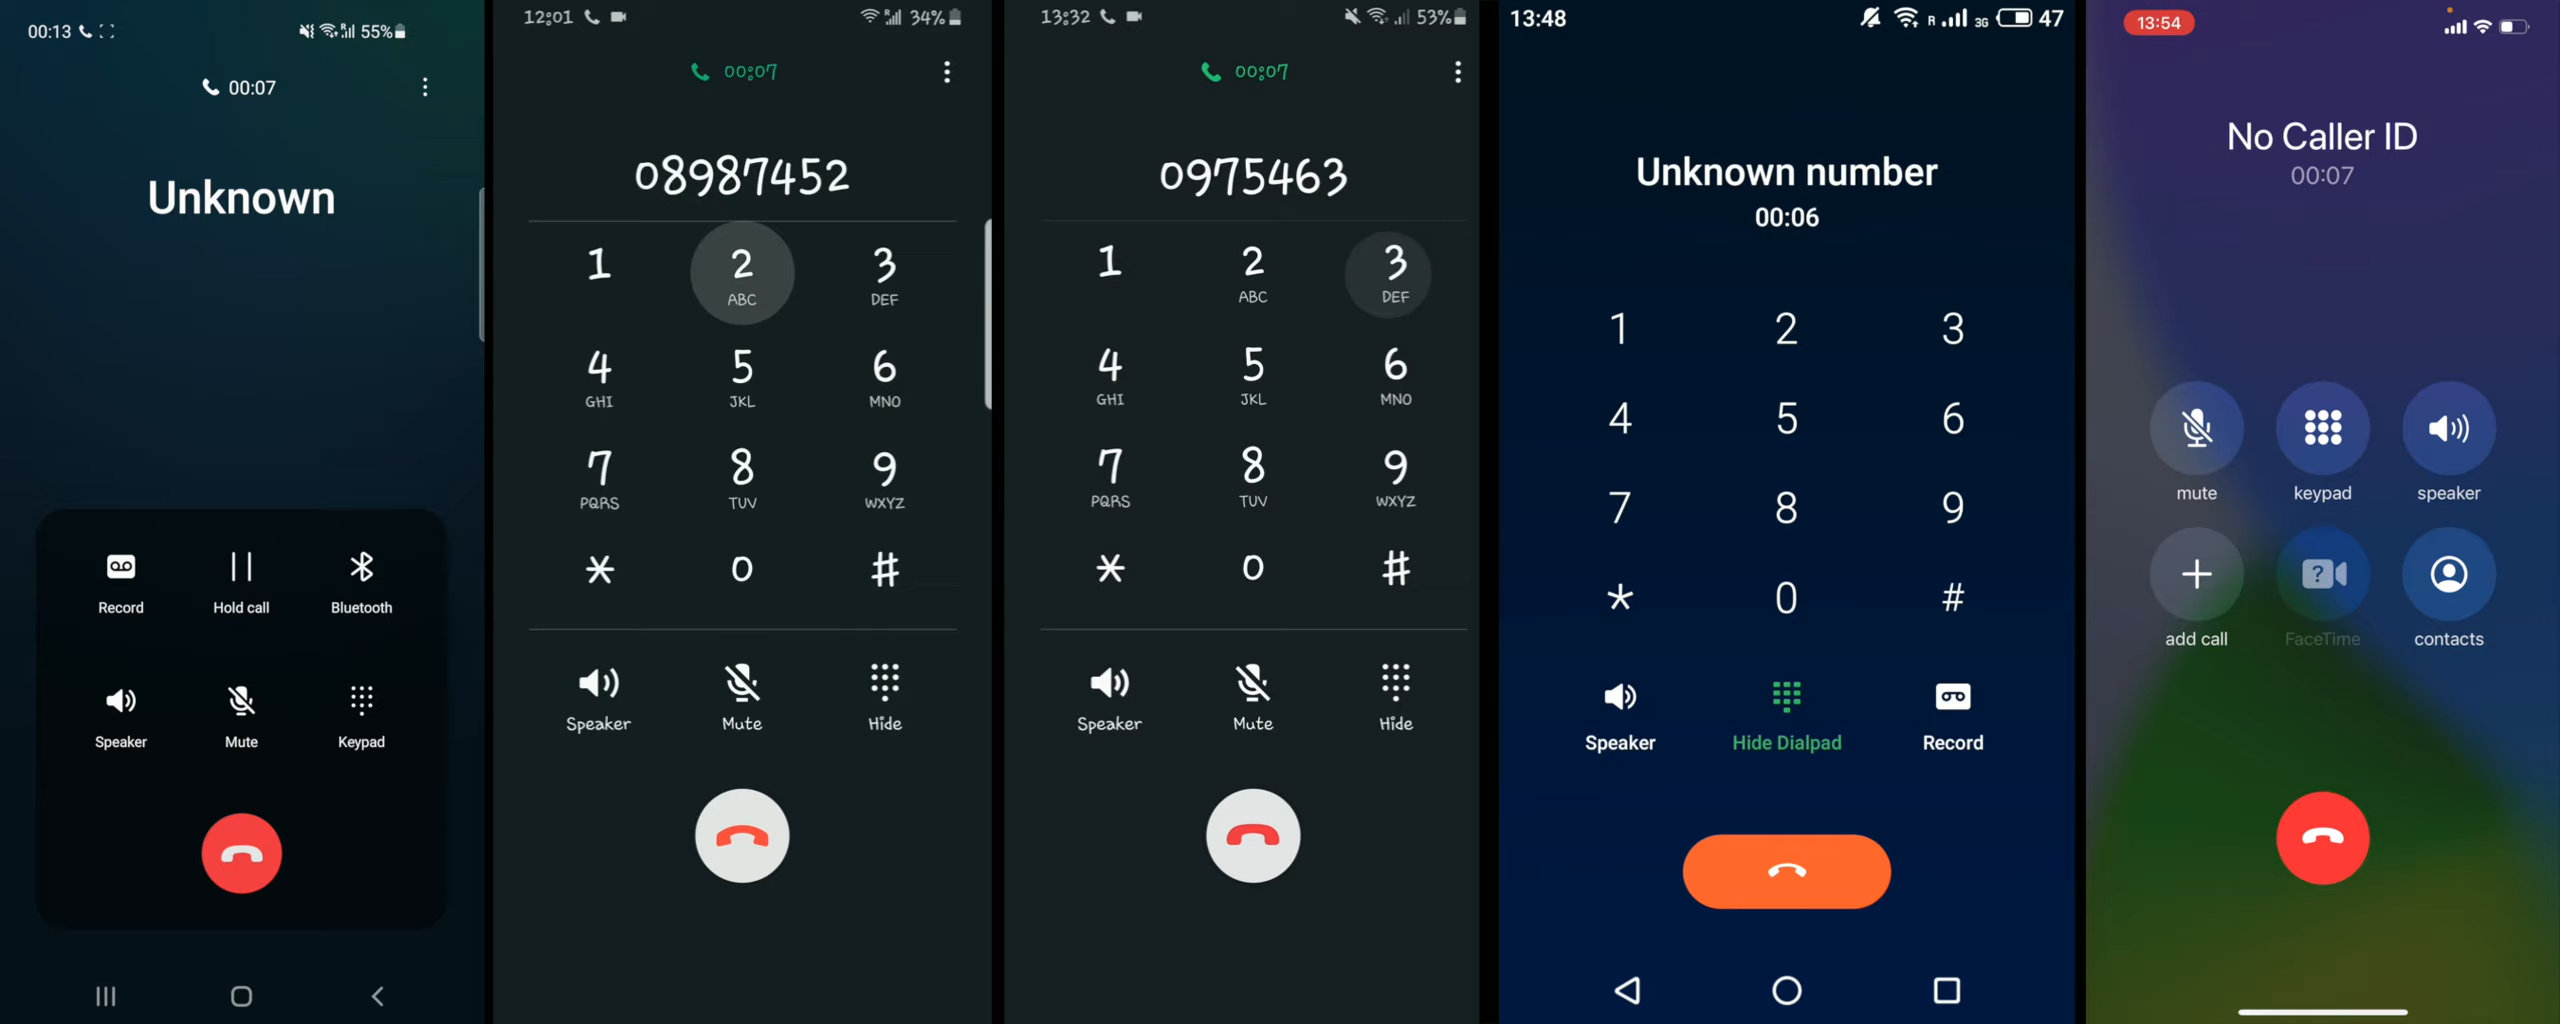 00:13 55%
00:07
Unknown
Record Hold call Bluetooth
Speaker Mute Keypad
12:01 R 34%
00:07
08987452
1 2 3
ABC DEF
4 5 6
GHI JKL MNO
7 8 9
PQRS TUV WXYZ
* 0 #
Speaker Mute Hide
13:32 53%
00:07
0975463
1 2 3
ABC DEF
4 5 6
GHI JKL MNO
7 8 9
PQRS TUV WXYZ
* 0 #
Speaker Mute Hide
13:48 R 3G 47
Unknown number
00:06
1 2 3
4 5 6
7 8 9
* 0 #
Speaker Hide Dialpad Record
13:54
No Caller ID
00:07
mute keypad speaker
add call FaceTime contacts